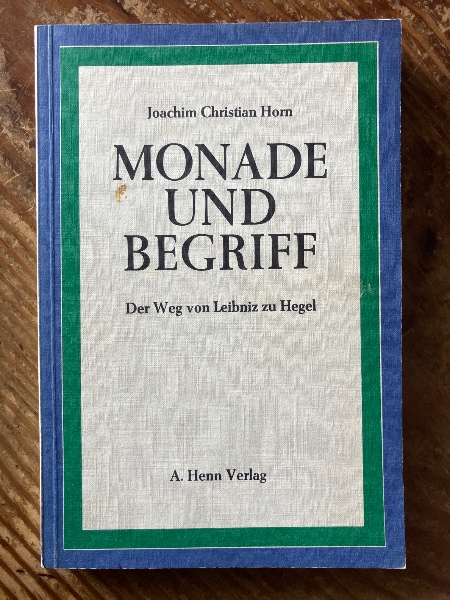 Joachim Christian Horn
MONADE
UND
BEGRIFF
Der Weg von Leibniz zu Hegel
A. Henn Verlag